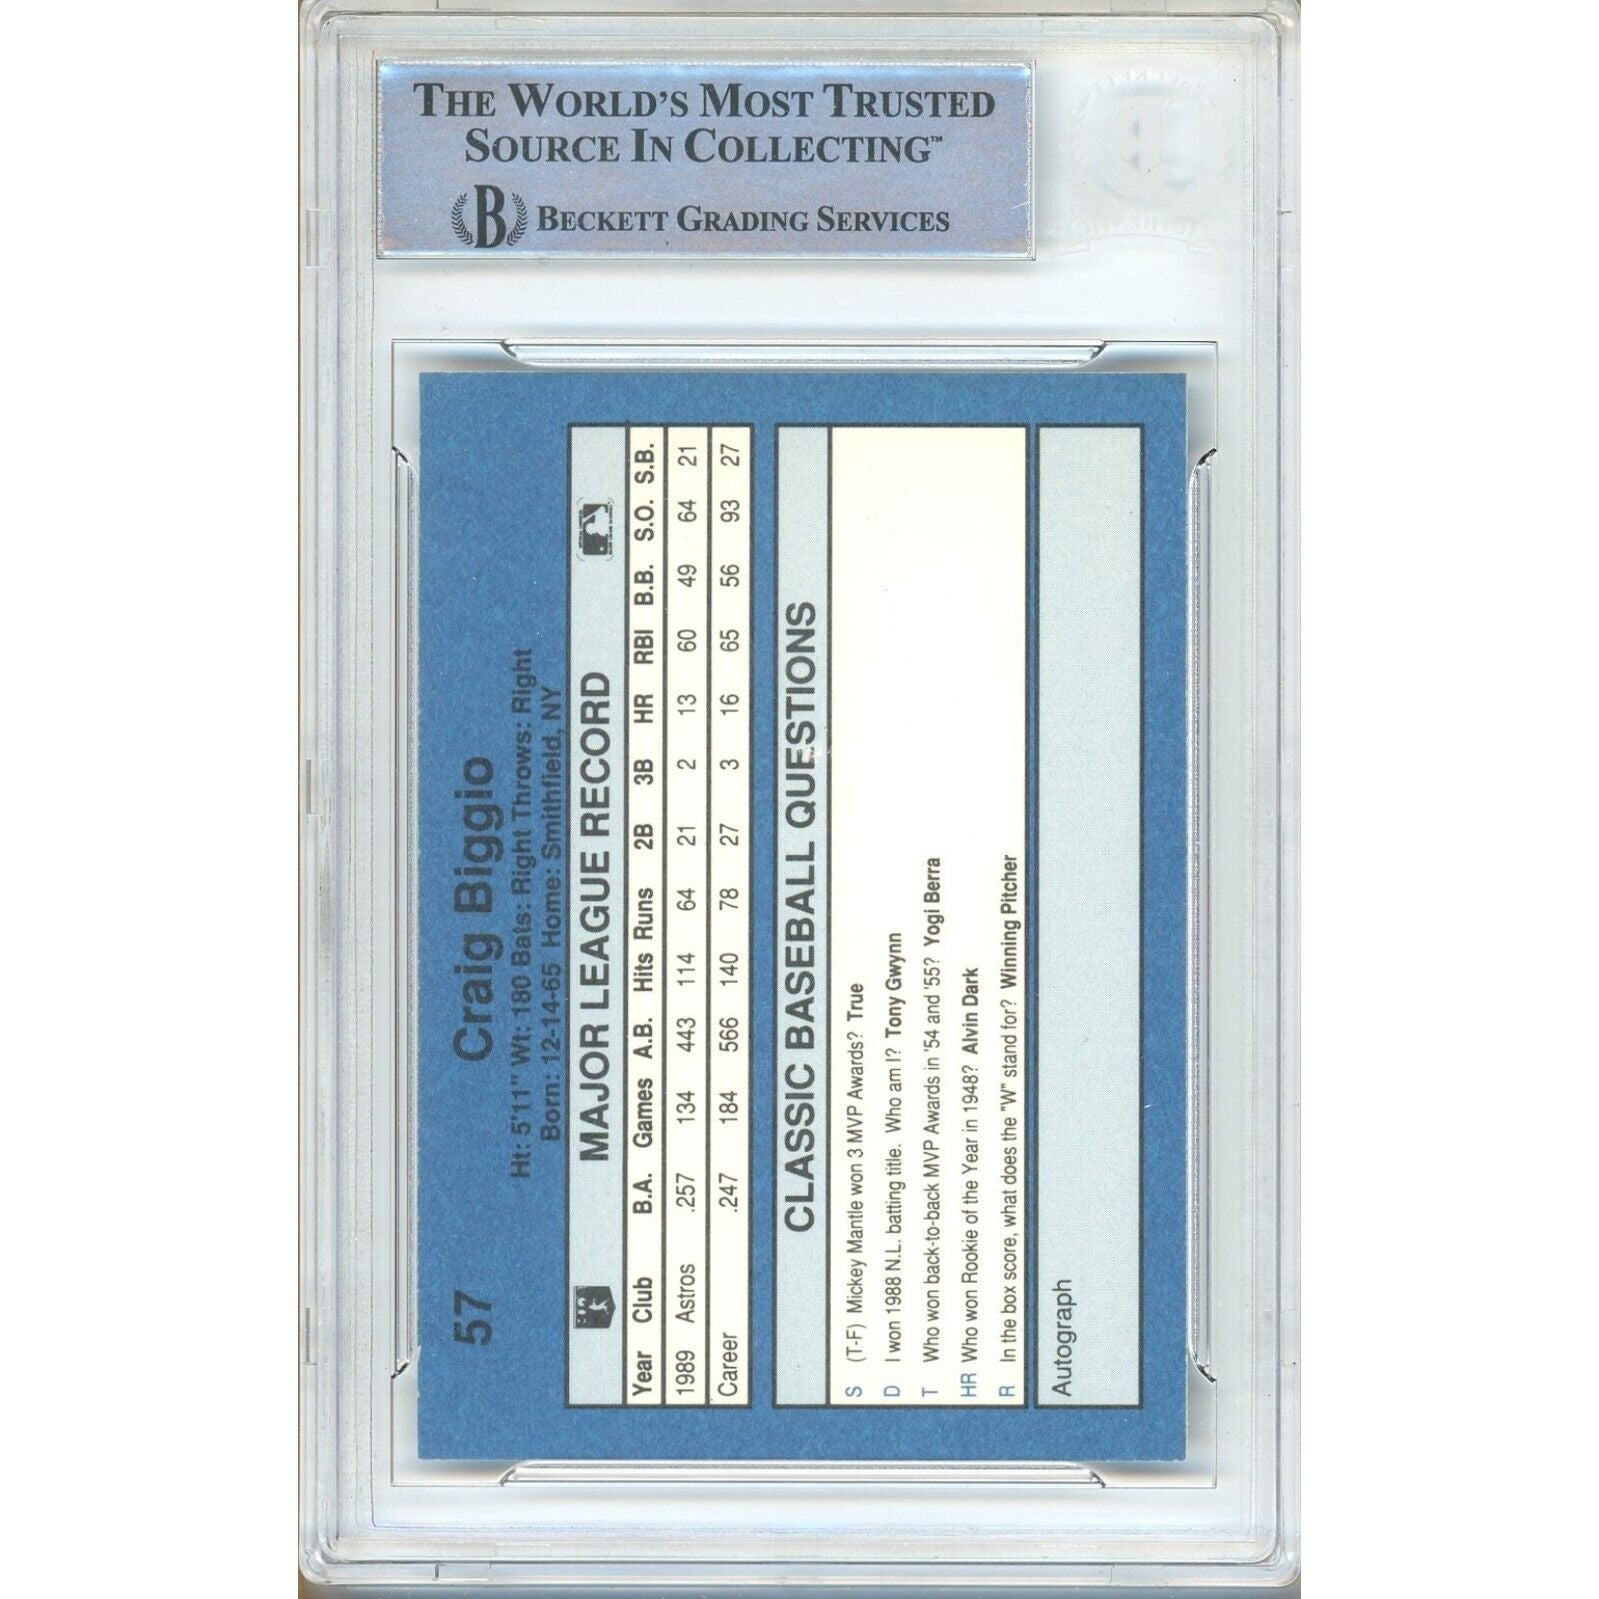 THE WORLD'S MOST TRUSTED
SOURCE IN COLLECTING™
B BECKETT GRADING SERVICES
57 Craig Biggio
Ht: 5'11" Wt: 180 Bats: Right Throws: Right
Born: 12-14-65 Home: Smithfield, NY
MAJOR LEAGUE RECORD
Year Club B.A. Games A.B. Hits Runs 2B 3B HR RBI B.B. S.O. S.B.
1989 Astros .257 134 443 114 64 21 2 13 60 49 64 21
Career .247 184 566 140 78 27 3 16 65 56 93 27
CLASSIC BASEBALL QUESTIONS
S (T-F) Mickey Mantle won 3 MVP Awards? True
D I won 1988 N.L. batting title. Who am I? Tony Gwynn
T Who won back-to-back MVP Awards in '54 and '55? Yogi Berra
HR Who won Rookie of the Year in 1948? Alvin Dark
R In the box score, what does the "W" stand for? Winning Pitcher
Autograph